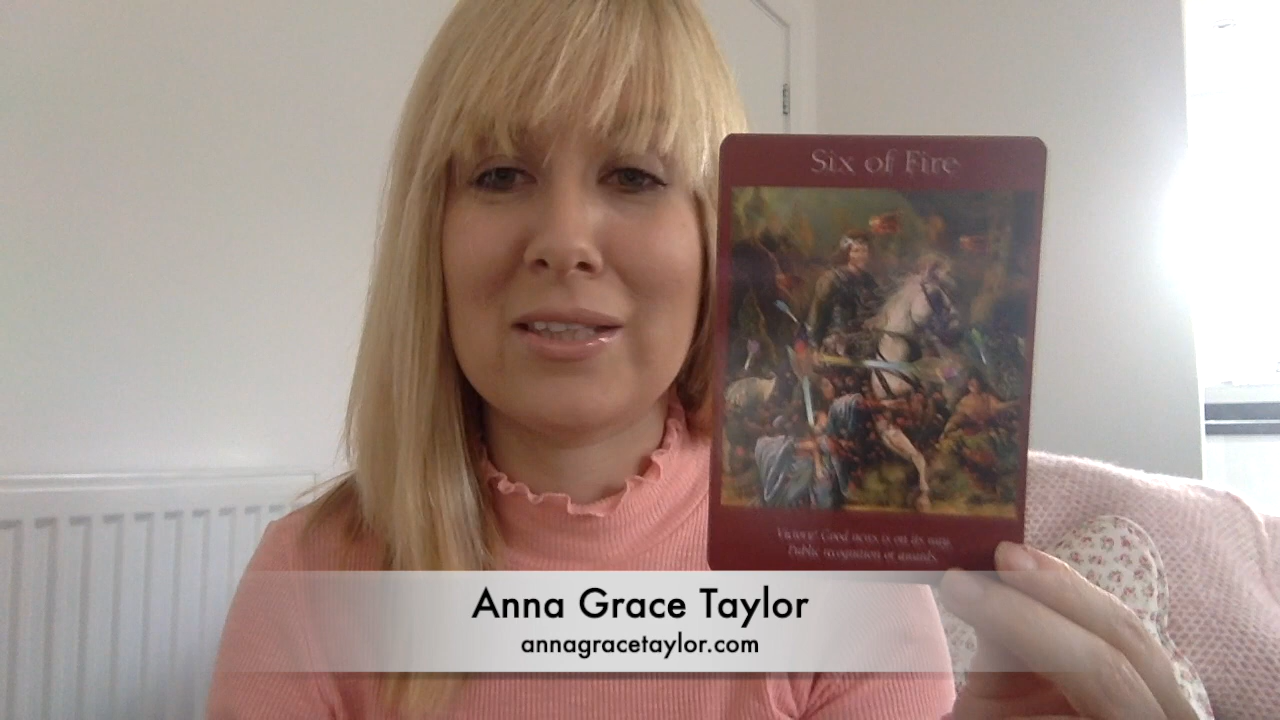 Six of Fire
Victory! Good news is on its way.
Public recognition or awards.
Anna Grace Taylor
annagracetaylor.com